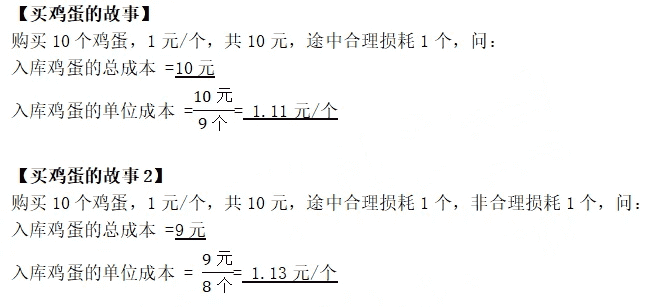 【买鸡蛋的故事】
购买 10 个鸡蛋，1 元/个，共 10 元，途中合理损耗 1 个，问：
入库鸡蛋的总成本 =10 元
入库鸡蛋的单位成本 =10 元/9 个= 1.11 元/个
【买鸡蛋的故事 2】
购买 10 个鸡蛋，1 元/个，共 10 元，途中合理损耗 1 个，非合理损耗 1 个，问：
入库鸡蛋的总成本 =9 元
入库鸡蛋的单位成本 = 9 元/8 个= 1.13 元/个